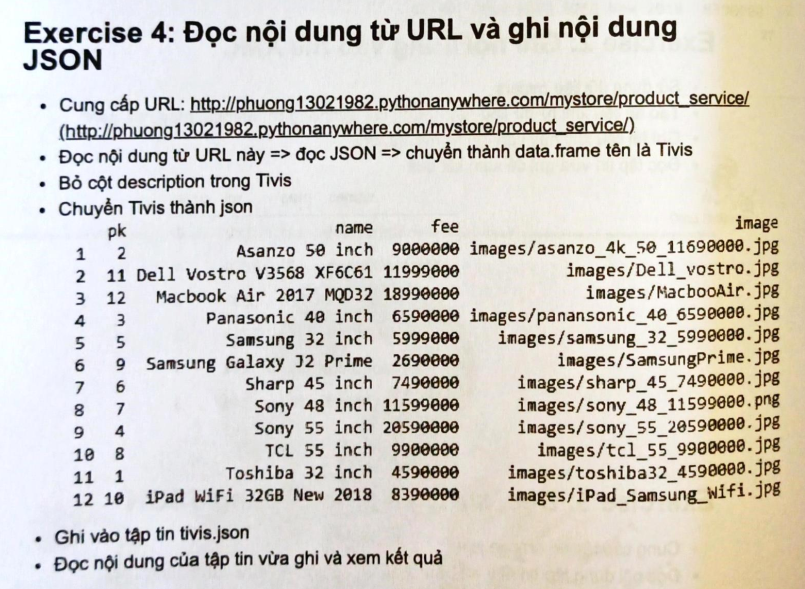 Exercise 4: Đọc nội dung từ URL và ghi nội dung
JSON
• Cung cấp URL: http://phuong13021982.pythonanywhere.com/mystore/product_service/
(http://phuong13021982.pythonanywhere.com/mystore/product_service/)
• Đọc nội dung từ URL này => đọc JSON => chuyển thành data.frame tên là Tivis
• Bỏ cột description trong Tivis
• Chuyển Tivis thành json
pk name fee image
1 2 Asanzo 50 inch 9000000 images/asanzo_4k_50_11690000.jpg
2 11 Dell Vostro V3568 XF6C61 11999000 images/Dell_vostro.jpg
3 12 Macbook Air 2017 MQD32 18990000 images/MacbooAir.jpg
4 3 Panasonic 40 inch 6590000 images/panansonic_40_6590000.jpg
5 5 Samsung 32 inch 5999000 images/samsung_32_5990000.jpg
6 9 Samsung Galaxy J2 Prime 2690000 images/SamsungPrime.jpg
7 6 Sharp 45 inch 7490000 images/sharp_45_7490000.jpg
8 7 Sony 48 inch 11599000 images/sony_48_11599000.png
9 4 Sony 55 inch 20590000 images/sony_55_20590000.jpg
10 8 TCL 55 inch 9900000 images/tcl_55_9900000.jpg
11 1 Toshiba 32 inch 4590000 images/toshiba32_4590000.jpg
12 10 iPad WiFi 32GB New 2018 8390000 images/iPad_Samsung_Wifi.jpg
• Ghi vào tập tin tivis.json
• Đọc nội dung của tập tin vừa ghi và xem kết quả